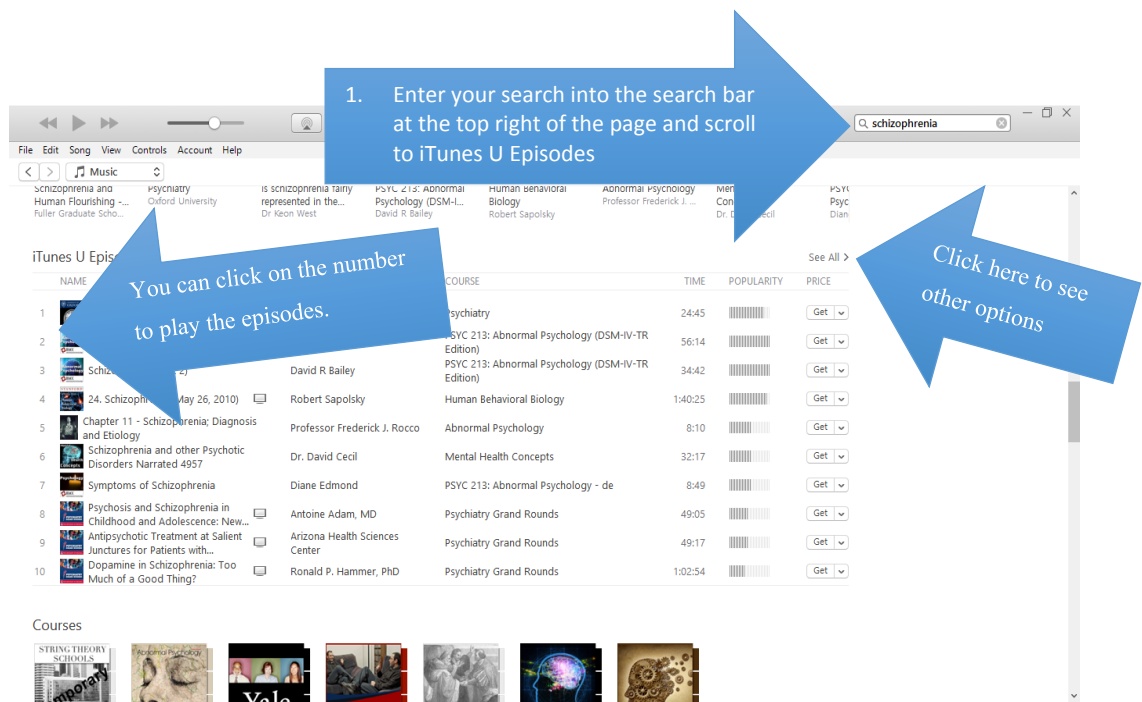 1. Enter your search into the search bar
at the top right of the page and scroll
to iTunes U Episodes
schizophrenia
File Edit Song View Controls Account Help
Music
Schizophrenia and
Human Flourishing -...
Fuller Graduate Scho...
Psychiatry
Oxford University
Is schizophrenia fairly
represented in the...
Dr Keon West
PSYC 213: Abnormal
Psychology (DSM-I...
David R Bailey
Human Behavioral
Biology
Robert Sapolsky
Abnormal Psychology
Professor Frederick J. ...
iTunes U
See All >
You can click on the number
to play the episodes.
Click here to see
other options
NAME COURSE TIME POPULARITY PRICE
1 Psychiatry 24:45 Get
2 PSYC 213: Abnormal Psychology (DSM-IV-TR
Edition) 56:14 Get
3 David R Bailey PSYC 213: Abnormal Psychology (DSM-IV-TR
Edition) 34:42 Get
4 24. May 26, 2010) Robert Sapolsky Human Behavioral Biology 1:40:25 Get
5 Chapter 11 - Schizophrenia; Diagnosis
and Etiology Professor Frederick J. Rocco Abnormal Psychology 8:10 Get
6 Schizophrenia and other Psychotic
Disorders Narrated 4957 Dr. David Cecil Mental Health Concepts 32:17 Get
7 Symptoms of Schizophrenia Diane Edmond PSYC 213: Abnormal Psychology - de 8:49 Get
8 Psychosis and Schizophrenia in
Childhood and Adolescence: New... Antoine Adam, MD Psychiatry Grand Rounds 49:05 Get
9 Antipsychotic Treatment at Salient
Junctures for Patients with... Arizona Health Sciences
Center Psychiatry Grand Rounds 49:17 Get
10 Dopamine in Schizophrenia: Too
Much of a Good Thing? Ronald P. Hammer, PhD Psychiatry Grand Rounds 1:02:54 Get
Courses
STRING THEORY
SCHOOLS
Abnormal Psychology
Yale